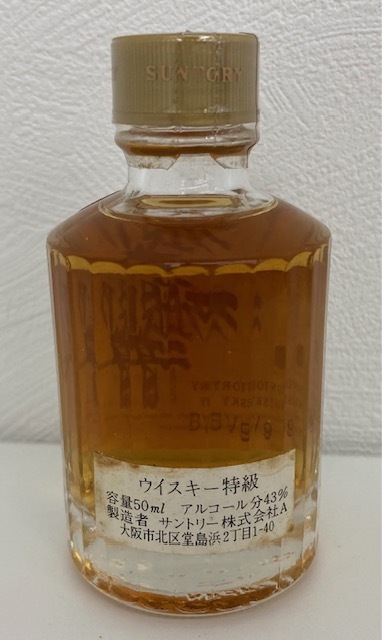 SUNTORY
ウイスキー特級
容量50ml アルコール分43%
製造者 サントリー株式会社A
大阪市北区堂島浜2丁目1-40